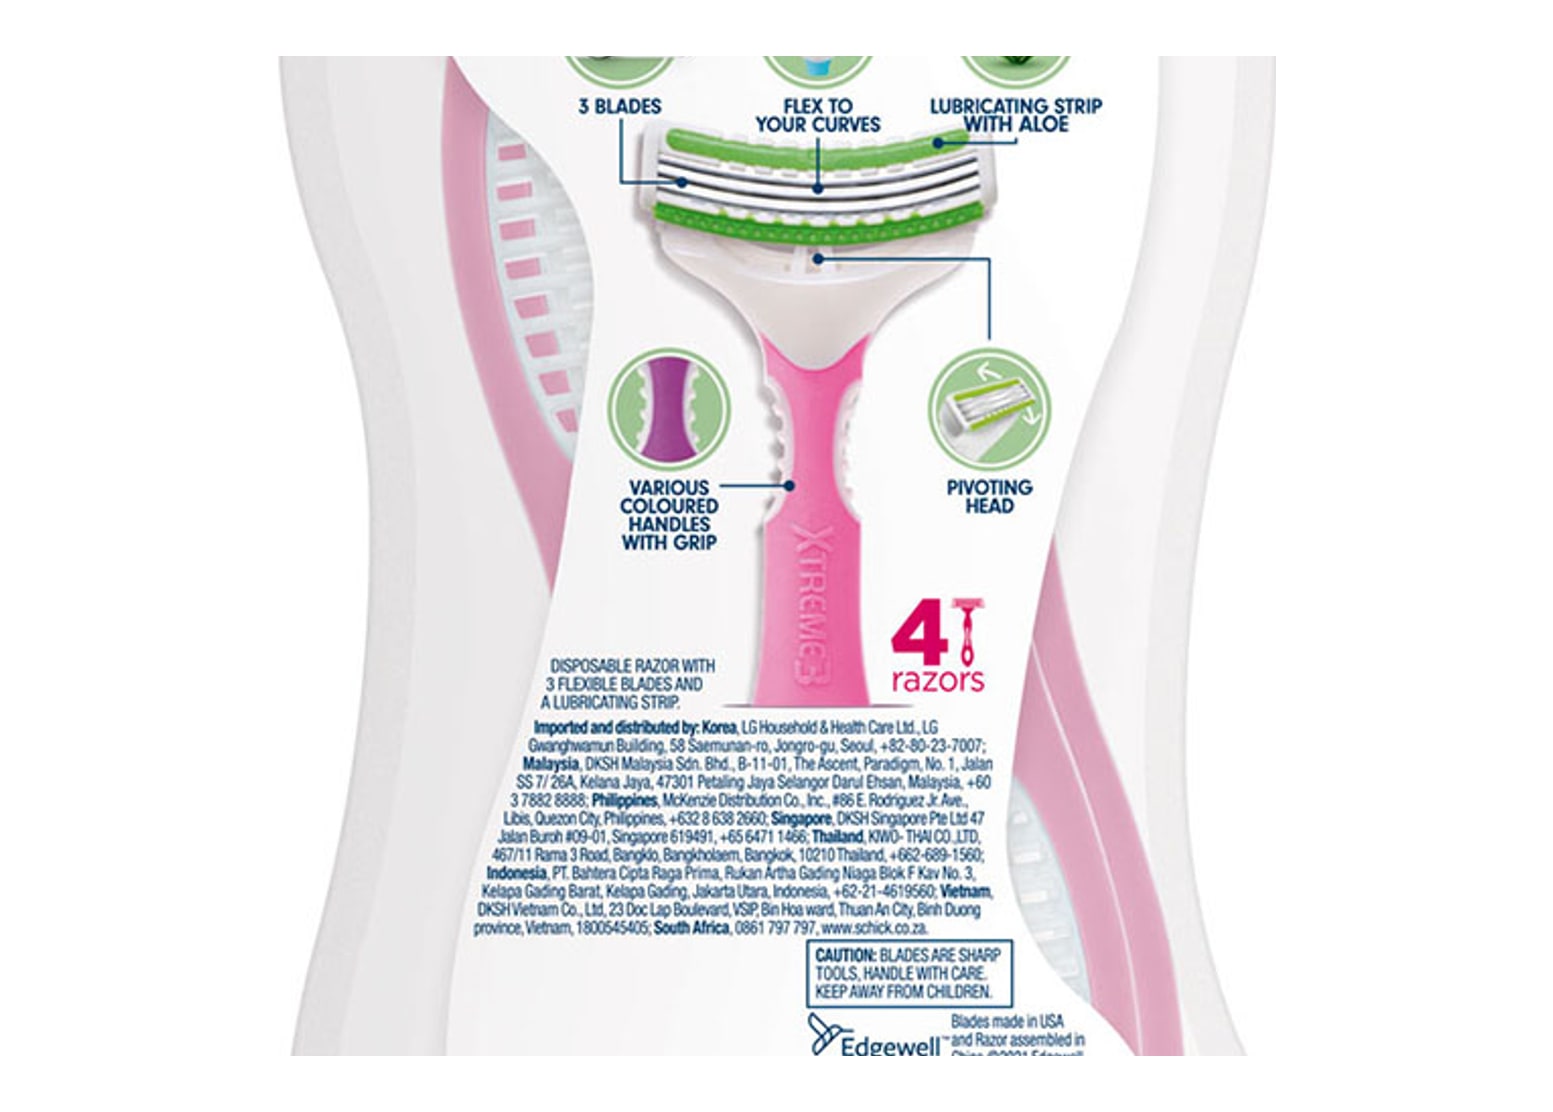 3 BLADES
FLEX TO
YOUR CURVES
LUBRICATING STRIP
WITH ALOE
VARIOUS
COLOURED
HANDLES
WITH GRIP
PIVOTING
HEAD
XTREME3
4
razors
DISPOSABLE RAZOR WITH
3 FLEXIBLE BLADES AND
A LUBRICATING STRIP.
Imported and distributed by: Korea, LG Household & Health Care Ltd., LG
Gwanghwamun Building, 58 Saemunan-ro, Jongro-gu, Seoul, +82-80-23-7007;
Malaysia, DKSH Malaysia Sdn. Bhd., B-11-01, The Ascent, Paradigm, No. 1, Jalan
SS 7/ 26A, Kelana Jaya, 47301 Petaling Jaya Selangor Darul Ehsan, Malaysia, +60
3 7882 8888; Philippines, McKenzie Distribution Co., Inc., #86 E. Rodriguez Jr. Ave.,
Libis, Quezon City, Philippines, +632 8 638 2660; Singapore, DKSH Singapore Pte Ltd 47
Jalan Buroh #09-01, Singapore 619491, +65 6471 1466; Thailand, KIWO- THAI CO.,LTD,
467/11 Rama 3 Road, Bangklo, Bangkholaem, Bangkok, 10210 Thailand, +662-689-1560;
Indonesia, PT. Bahtera Cipta Raga Prima, Rukan Artha Gading Niaga Blok F Kav No. 3,
Kelapa Gading Barat, Kelapa Gading, Jakarta Utara, Indonesia, +62-21-4619560; Vietnam,
DKSH Vietnam Co., Ltd, 23 Doc Lap Boulevard, VSIP, Bin Hoa ward, Thuan An City, Binh Duong
province, Vietnam, 1800545405; South Africa, 0861 797 797, www.schick.co.za.
CAUTION: BLADES ARE SHARP
TOOLS, HANDLE WITH CARE.
KEEP AWAY FROM CHILDREN.
Edgewell™
Blades made in USA
and Razor assembled in
China ©2021 Edgewell